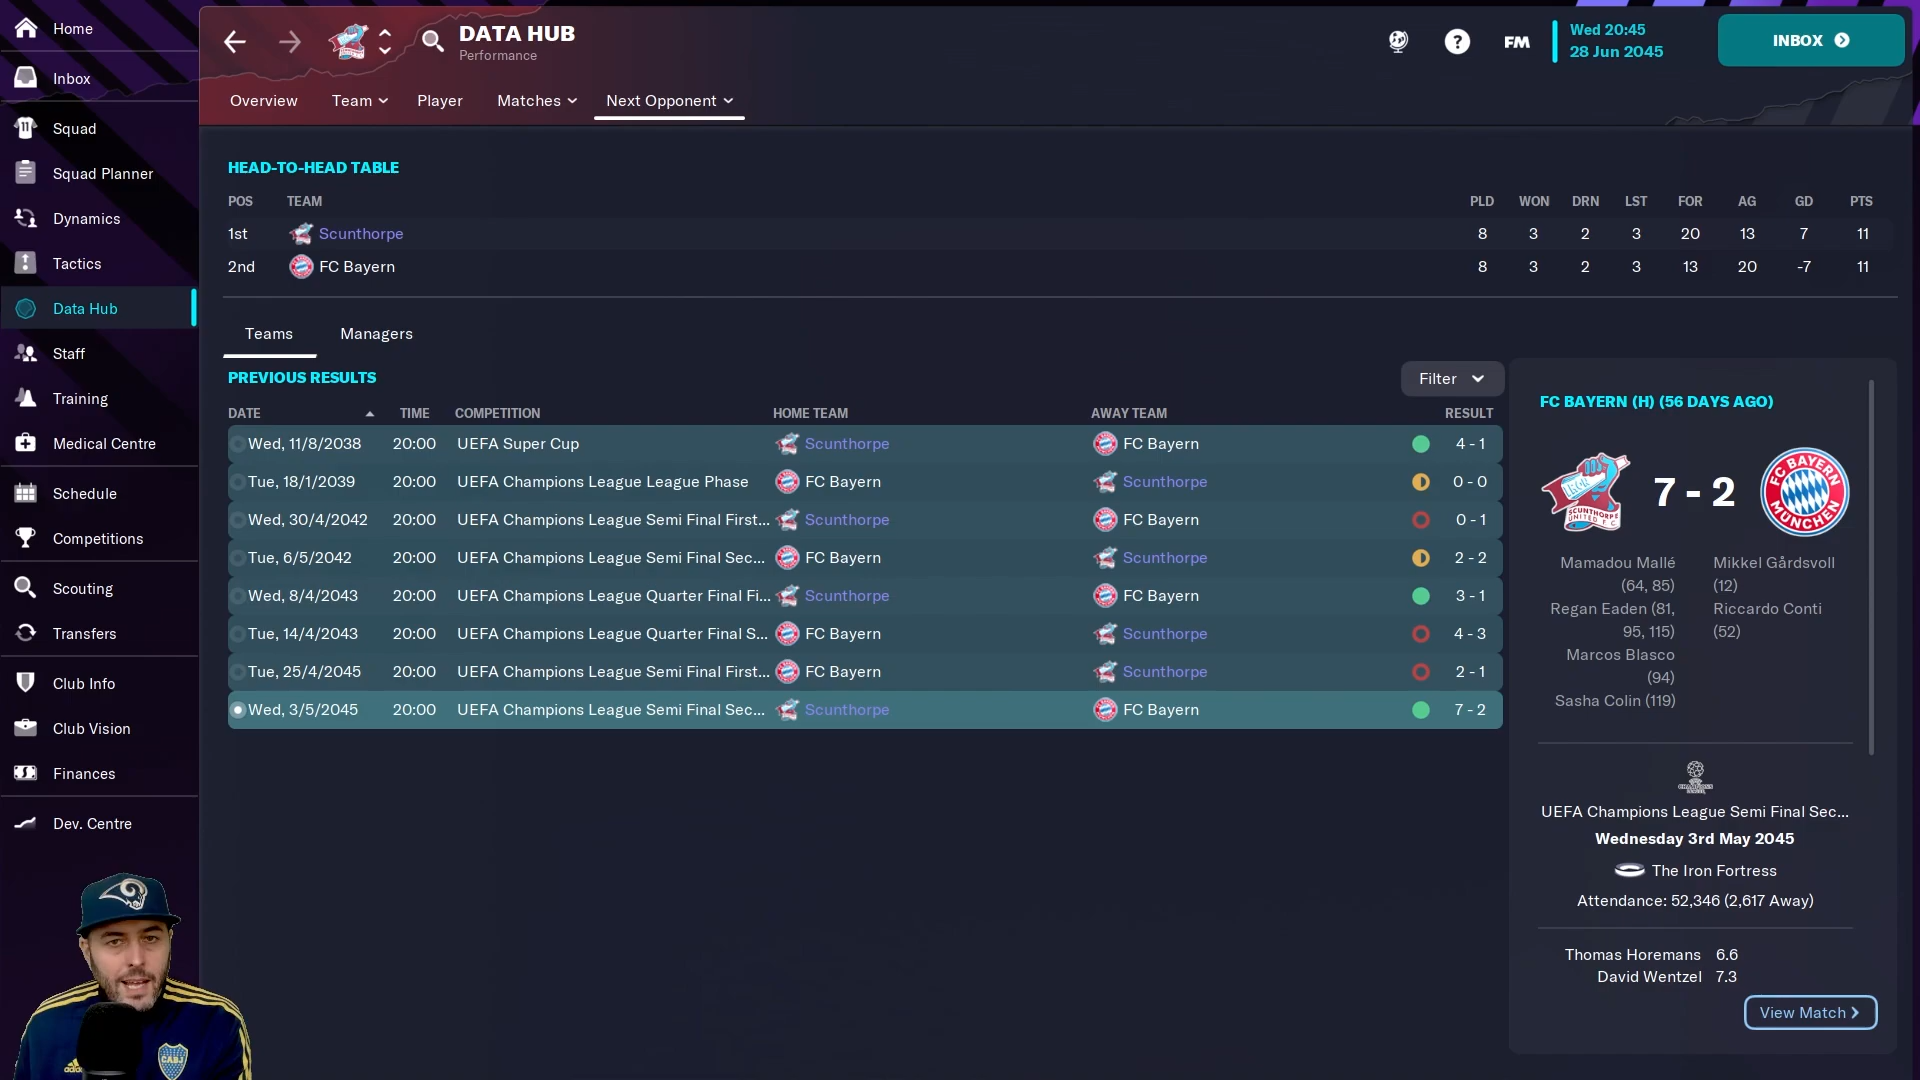 Home
Inbox
Squad
Squad Planner
Dynamics
Tactics
Data Hub
Staff
Training
Medical Centre
Schedule
Competitions
Scouting
Transfers
Club Info
Club Vision
Finances
Dev. Centre
DATA HUB
Performance
FM
Wed 20:45
28 Jun 2045
INBOX
Overview
Team
Player
Matches
Next Opponent
HEAD-TO-HEAD TABLE
POS TEAM PLD WON DRN LST FOR AG GD PTS
1st Scunthorpe 8 3 2 3 20 13 7 11
2nd FC Bayern 8 3 2 3 13 20 -7 11
Teams Managers
PREVIOUS RESULTS
Filter
DATE TIME COMPETITION HOME TEAM AWAY TEAM RESULT
Wed, 11/8/2038 20:00 UEFA Super Cup Scunthorpe FC Bayern 4 - 1
Tue, 18/1/2039 20:00 UEFA Champions League League Phase FC Bayern Scunthorpe 0 - 0
Wed, 30/4/2042 20:00 UEFA Champions League Semi Final First... Scunthorpe FC Bayern 0 - 1
Tue, 6/5/2042 20:00 UEFA Champions League Semi Final Sec... FC Bayern Scunthorpe 2 - 2
Wed, 8/4/2043 20:00 UEFA Champions League Quarter Final Fi... Scunthorpe FC Bayern 3 - 1
Tue, 14/4/2043 20:00 UEFA Champions League Quarter Final S... FC Bayern Scunthorpe 4 - 3
Tue, 25/4/2045 20:00 UEFA Champions League Semi Final First... FC Bayern Scunthorpe 2 - 1
Wed, 3/5/2045 20:00 UEFA Champions League Semi Final Sec... Scunthorpe FC Bayern 7 - 2
FC BAYERN (H) (56 DAYS AGO)
SCUNTHORPE
UNITED F.C.
7 - 2
FC BAYERN
MÜNCHEN
Mamadou Mallé Mikkel Gårdsvoll
(64, 85) (12)
Regan Eaden (81, Riccardo Conti
95, 115) (52)
Marcos Blasco
(94)
Sasha Colin (119)
UEFA Champions League Semi Final Sec...
Wednesday 3rd May 2045
The Iron Fortress
Attendance: 52,346 (2,617 Away)
Thomas Horemans 6.6
David Wentzel 7.3
View Match
CABJ
adidas